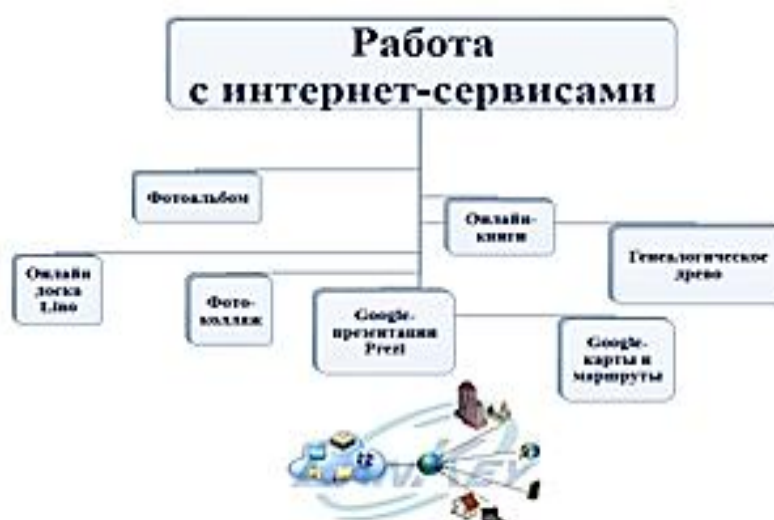 Работа
с интернет-сервисами
Фотоальбом
Онлайн-
книги
Генеалогическое
древо
Онлайн
доска
Lino
Фото-
коллаж
Google-
презентации
Prezi
Google-
карты и
маршруты